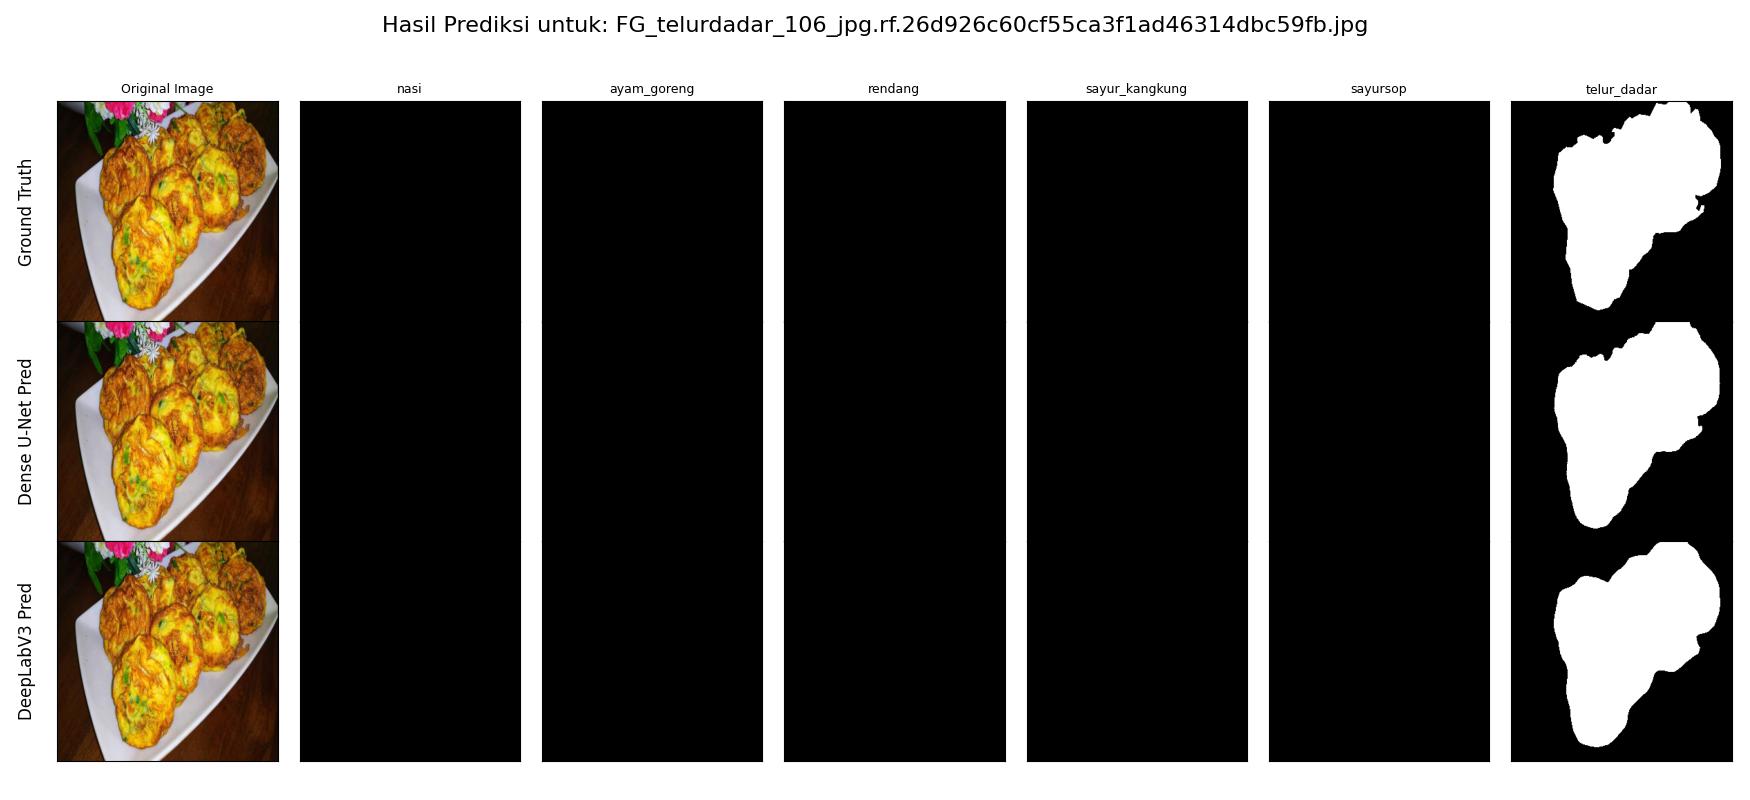 Hasil Prediksi untuk: FG_telurdadar_106_jpg.rf.26d926c60cf55ca3f1ad46314dbc59fb.jpg
Original Image
nasi
ayam_goreng
rendang
sayur_kangkung
sayursop
telur_dadar
Ground Truth
Dense U-Net Pred
DeepLabV3 Pred